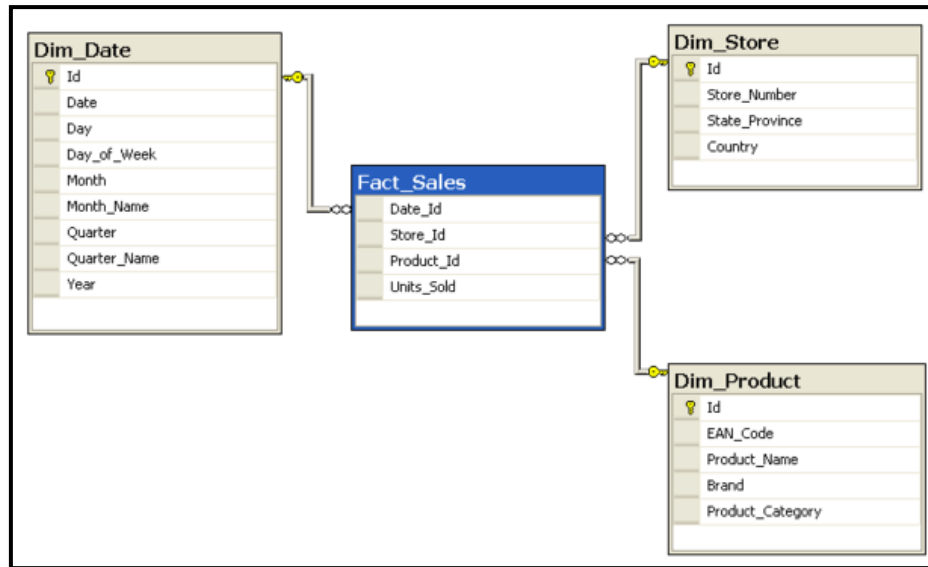 Dim_Date
Id
Date
Day
Day_of_Week
Month
Month_Name
Quarter
Quarter_Name
Year
Fact_Sales
Date_Id
Store_Id
Product_Id
Units_Sold
Dim_Store
Id
Store_Number
State_Province
Country
Dim_Product
Id
EAN_Code
Product_Name
Brand
Product_Category